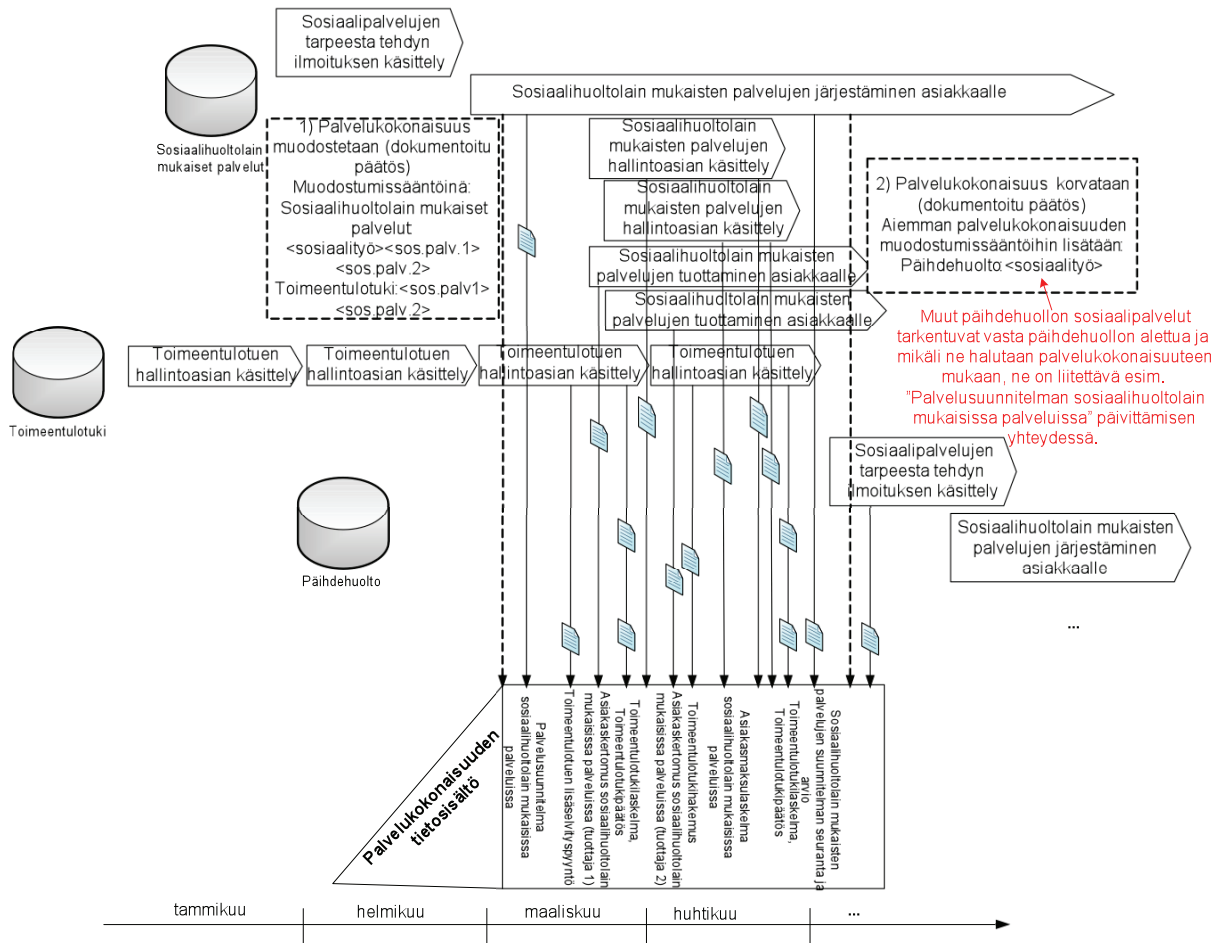 Sosiaalipalvelujen
tarpeesta tehdyn
ilmoituksen käsittely
Sosiaalihuoltolain mukaisten palvelujen järjestäminen asiakkaalle
Sosiaalihuoltolain
mukaiset palvelut
1) Palvelukokonaisuus
muodostetaan (dokumentoitu
päätös)
Muodostumissääntöinä:
Sosiaalihuoltolain mukaiset
palvelut:
<sosiaalityö><sos.palv.1>
<sos.palv.2>
Toimeentulotuki:<sos.palv1>
<sos.palv.2>
Sosiaalihuoltolain
mukaisten palvelujen
hallintoasian käsittely
Sosiaalihuoltolain
mukaisten palvelujen
hallintoasian käsittely
Sosiaalihuoltolain mukaisten
palvelujen tuottaminen asiakkaalle
Sosiaalihuoltolain mukaisten
palvelujen tuottaminen asiakkaalle
2) Palvelukokonaisuus korvataan
(dokumentoitu päätös)
Aiemman palvelukokonaisuuden
muodostumissääntöihin lisätään:
Päihdehuolto:<sosiaalityö>
Muut päihdehuollon sosiaalipalvelut
tarkentuvat vasta päihdehuollon alettua ja
mikäli ne halutaan palvelukokonaisuuteen
mukaan, ne on liitettävä esim.
"Palvelusuunnitelman sosiaalihuoltolain
mukaisissa palveluissa" päivittämisen
yhteydessä.
Toimeentulotuki
Toimeentulotuen
hallintoasian käsittely
Toimeentulotuen
hallintoasian käsittely
Toimeentulotuen
hallintoasian käsittely
Toimeentulotuen
hallintoasian käsittely
Sosiaalipalvelujen
tarpeesta tehdyn
ilmoituksen käsittely
Päihdehuolto
Sosiaalihuoltolain mukaisten
palvelujen järjestäminen
asiakkaalle
...
Palvelukokonaisuuden
tietosisältö
Palvelusuunnitelma
sosiaalihuoltolain mukaisissa
palveluissa
Toimeentulotuen lisäselvityspyyntö
Asiakaskertomus sosiaalihuoltolain
mukaisissa palveluissa (tuottaja 1)
Toimeentulotukilaskelma,
Toimeentulotukipäätös
Asiakaskertomus sosiaalihuoltolain
mukaisissa palveluissa (tuottaja 2)
Toimeentulotukihakemus
Asiakasmaksulaskelma
sosiaalihuoltolain mukaisissa
palveluissa
Toimeentulotukilaskelma,
Toimeentulotukipäätös
Sosiaalihuoltolain mukaisten
palvelujen suunnitelman seuranta ja
arvio
tammikuu
helmikuu
maaliskuu
huhtikuu
...